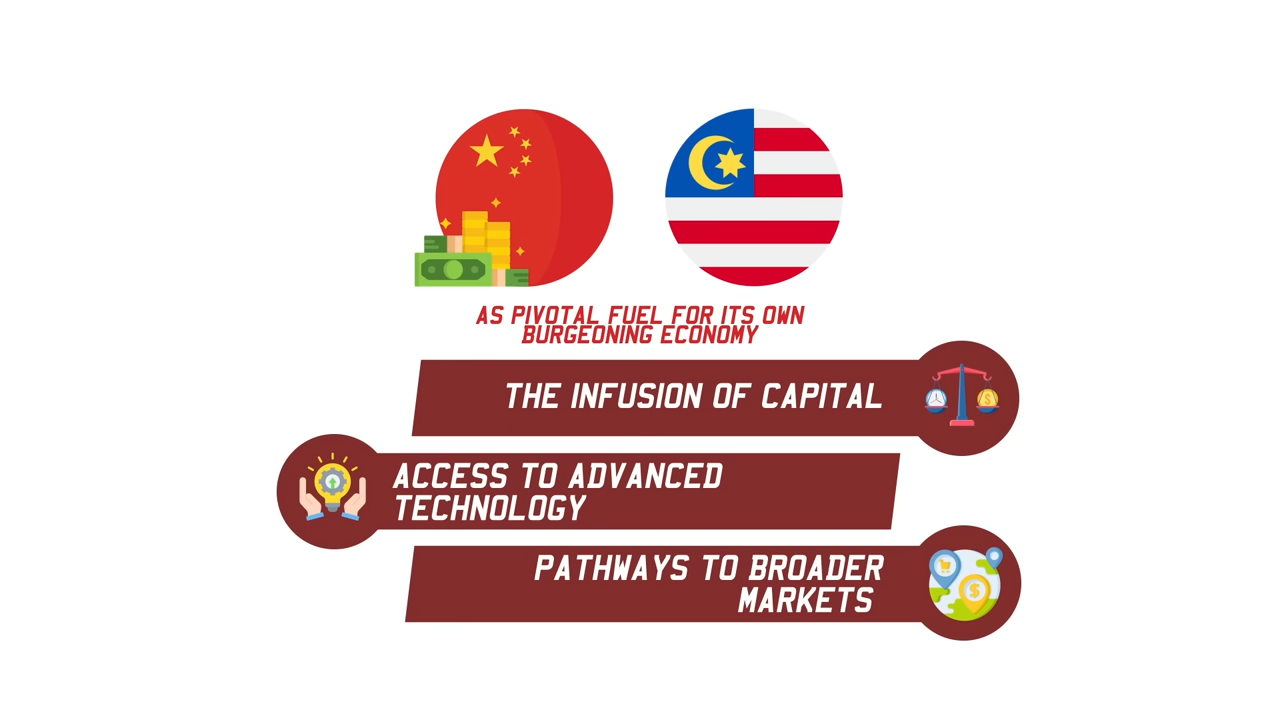 AS PIVOTAL FUEL FOR ITS OWN
BURGEONING ECONOMY
THE INFUSION OF CAPITAL
ACCESS TO ADVANCED
TECHNOLOGY
PATHWAYS TO BROADER
MARKETS